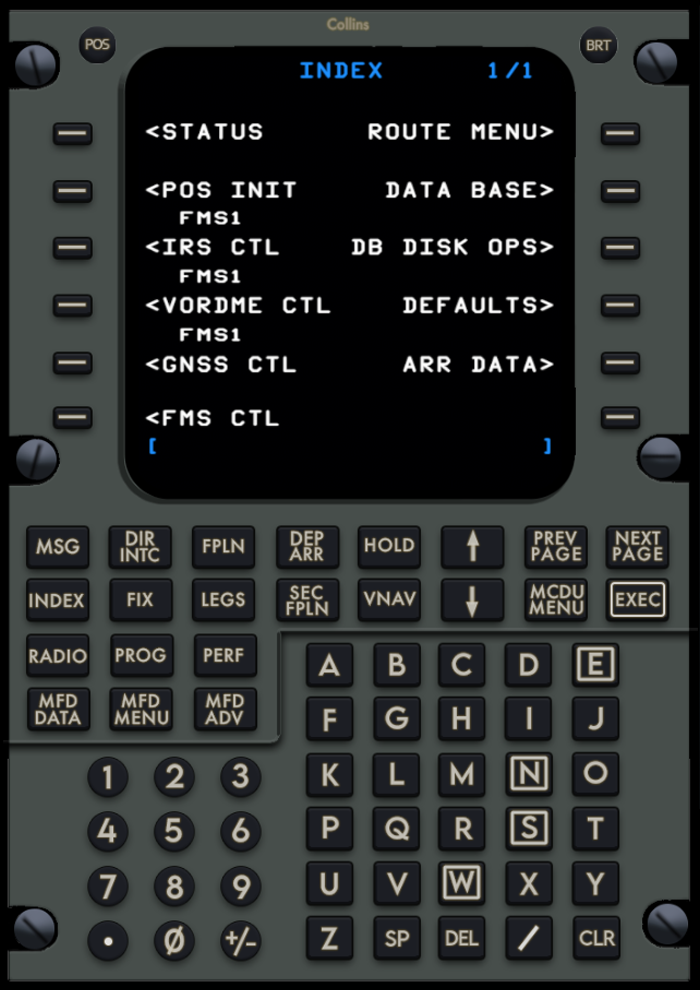 Collins
POS
BRT
INDEX 1/1
<STATUS ROUTE MENU>
<POS INIT DATA BASE>
FMS1
<IRS CTL DB DISK OPS>
FMS1
<VORDME CTL DEFAULTS>
FMS1
<GNSS CTL ARR DATA>
<FMS CTL
[ ]
MSG DIR INTC FPLN DEP ARR HOLD ↑ PREV PAGE NEXT PAGE
INDEX FIX LEGS SEC FPLN VNAV ↓ MCDU MENU EXEC
RADIO PROG PERF
MFD DATA MFD MENU MFD ADV
A B C D E
F G H I J
1 2 3 K L M N O
4 5 6 P Q R S T
7 8 9 U V W X Y
. 0 +/- Z SP DEL / CLR